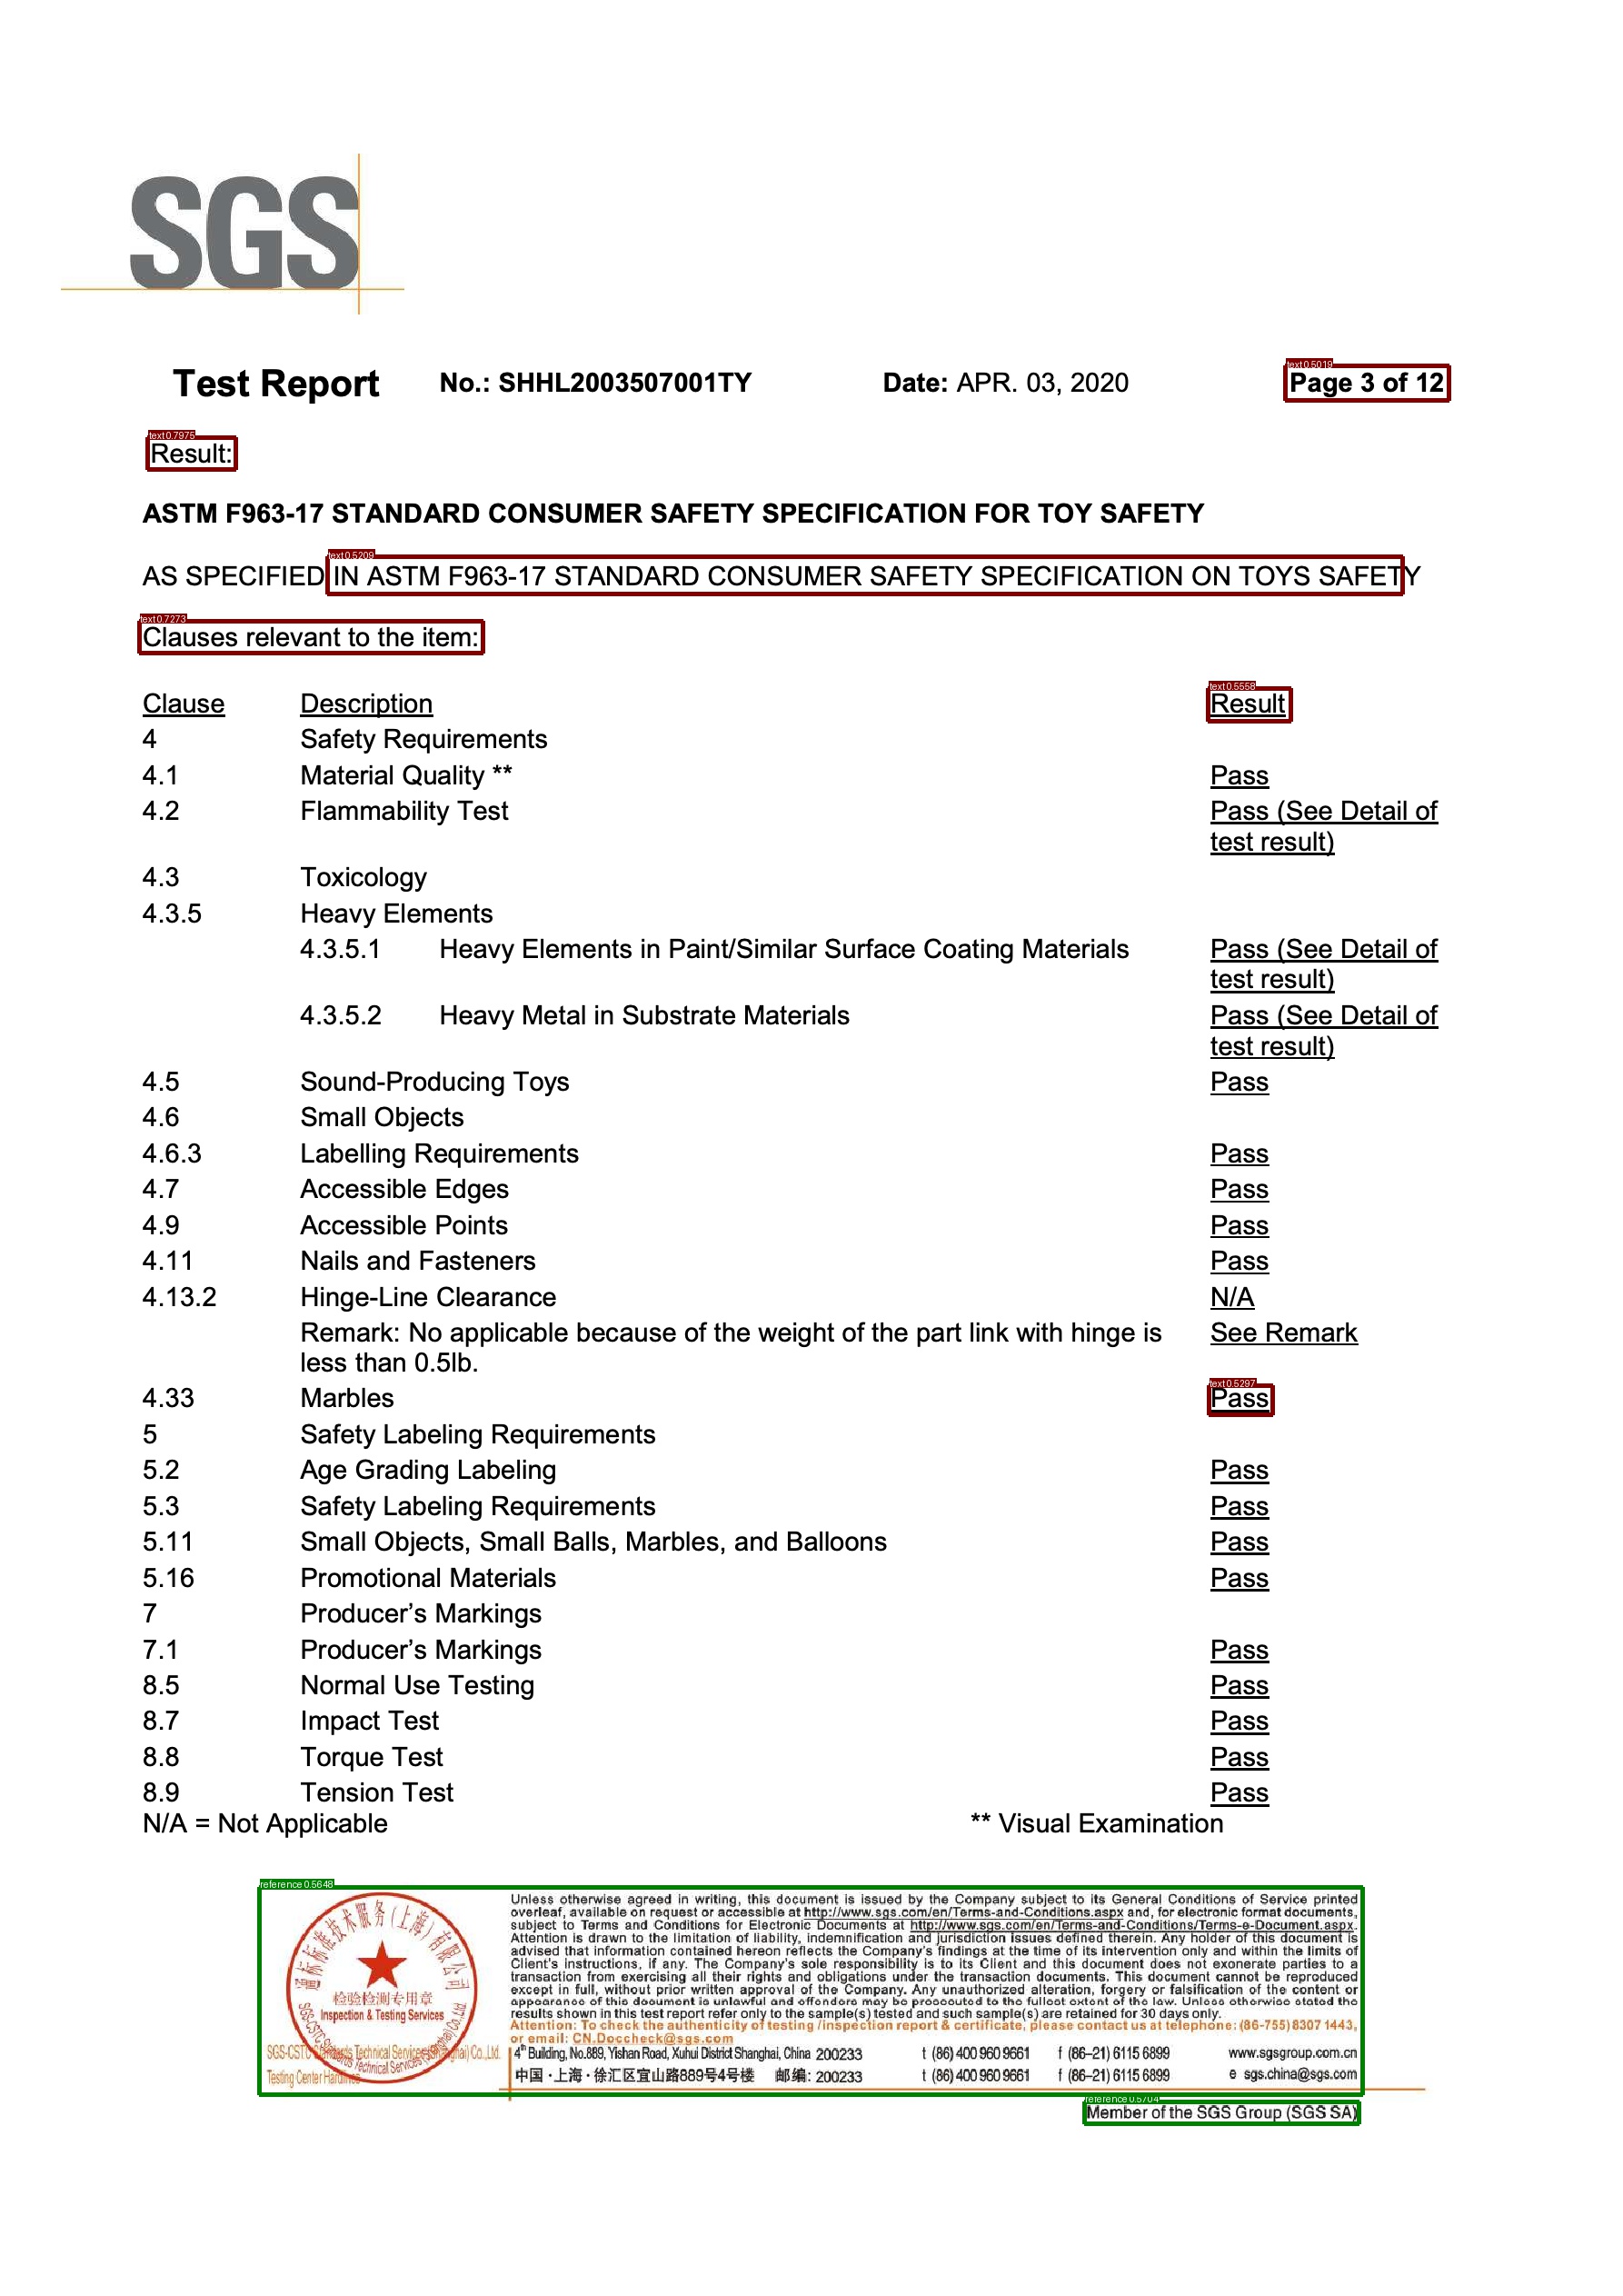 SGS
Test Report No.: SHHL2003507001TY Date: APR. 03, 2020 Page 3 of 12
Result:
ASTM F963-17 STANDARD CONSUMER SAFETY SPECIFICATION FOR TOY SAFETY
AS SPECIFIED IN ASTM F963-17 STANDARD CONSUMER SAFETY SPECIFICATION ON TOYS SAFETY
Clauses relevant to the item:
Clause Description Result
4 Safety Requirements
4.1 Material Quality ** Pass
4.2 Flammability Test Pass (See Detail of
test result)
4.3 Toxicology
4.3.5 Heavy Elements
4.3.5.1 Heavy Elements in Paint/Similar Surface Coating Materials Pass (See Detail of
test result)
4.3.5.2 Heavy Metal in Substrate Materials Pass (See Detail of
test result)
4.5 Sound-Producing Toys Pass
4.6 Small Objects
4.6.3 Labelling Requirements Pass
4.7 Accessible Edges Pass
4.9 Accessible Points Pass
4.11 Nails and Fasteners Pass
4.13.2 Hinge-Line Clearance N/A
Remark: No applicable because of the weight of the part link with hinge is See Remark
less than 0.5lb.
4.33 Marbles Pass
5 Safety Labeling Requirements
5.2 Age Grading Labeling Pass
5.3 Safety Labeling Requirements Pass
5.11 Small Objects, Small Balls, Marbles, and Balloons Pass
5.16 Promotional Materials Pass
7 Producer’s Markings
7.1 Producer’s Markings Pass
8.5 Normal Use Testing Pass
8.7 Impact Test Pass
8.8 Torque Test Pass
8.9 Tension Test Pass
N/A = Not Applicable ** Visual Examination
检验检测专用章
Inspection & Testing Services
Unless otherwise agreed in writing, this document is issued by the Company subject to its General Conditions of Service printed
overleaf, available on request or accessible at http://www.sgs.com/en/Terms-and-Conditions.aspx and, for electronic format documents,
subject to Terms and Conditions for Electronic Documents at http://www.sgs.com/en/Terms-and-Conditions/Terms-e-Document.aspx.
Attention is drawn to the limitation of liability, indemnification and jurisdiction issues defined therein. Any holder of this document is
advised that information contained hereon reflects the Company's findings at the time of its intervention only and within the limits of
Client's instructions, if any. The Company's sole responsibility is to its Client and this document does not exonerate parties to a
transaction from exercising all their rights and obligations under the transaction documents. This document cannot be reproduced
except in full, without prior written approval of the Company. Any unauthorized alteration, forgery or falsification of the content or
appearance of this document is unlawful and offenders may be prosecuted to the fullest extent of the law. Unless otherwise stated the
results shown in this test report refer only to the sample(s) tested and such sample(s) are retained for 30 days only.
Attention: To check the authenticity of testing /inspection report & certificate, please contact us at telephone: (86-755) 8307 1443,
or email: CN.Doccheck@sgs.com
4th Building, No.889, Yishan Road, Xuhui District Shanghai, China 200233 t (86) 400 960 9661 f (86–21) 6115 6899 www.sgsgroup.com.cn
中国·上海·徐汇区宜山路889号4号楼 邮编: 200233 t (86) 400 960 9661 f (86–21) 6115 6899 e sgs.china@sgs.com
Member of the SGS Group (SGS SA)